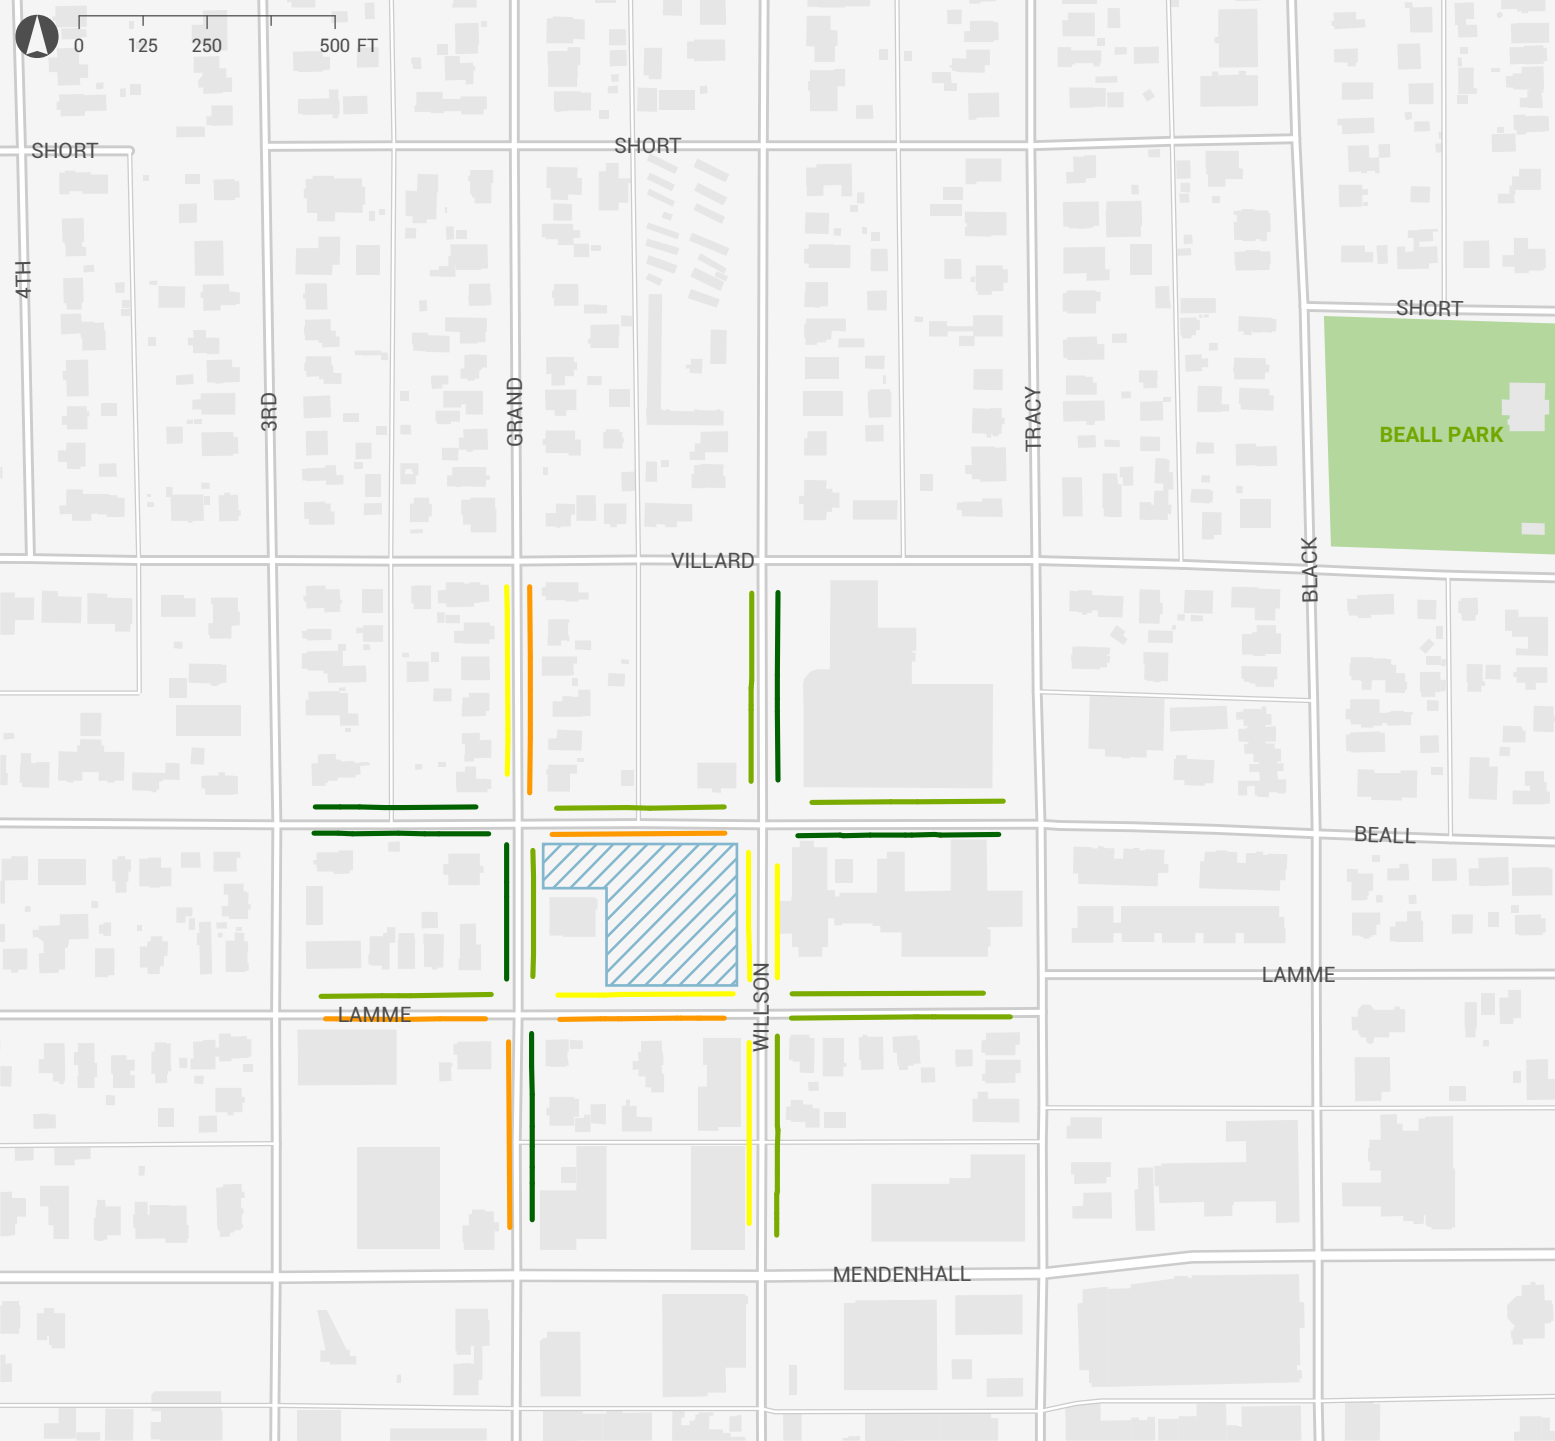 0 125 250 500 FT
SHORT
SHORT
4TH
SHORT
3RD
GRAND
TRACY
BEALL PARK
VILLARD
BLACK
BEALL
LAMME
WILLSON
LAMME
MENDENHALL